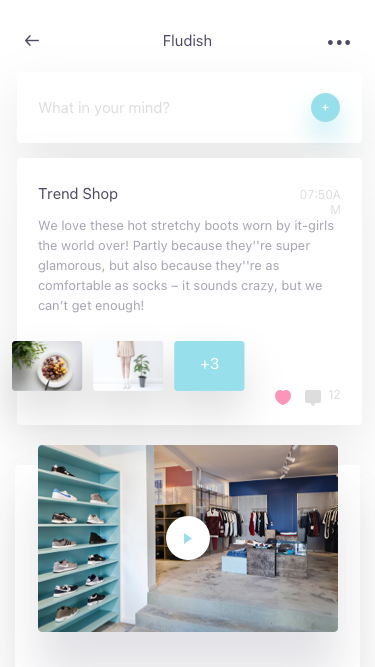 Fludish
What in your mind?
+
Trend Shop
07:50A
M
We love these hot stretchy boots worn by it-girls
the world over! Partly because they''re super
glamorous, but also because they''re as
comfortable as socks – it sounds crazy, but we
can't get enough!
+3
12